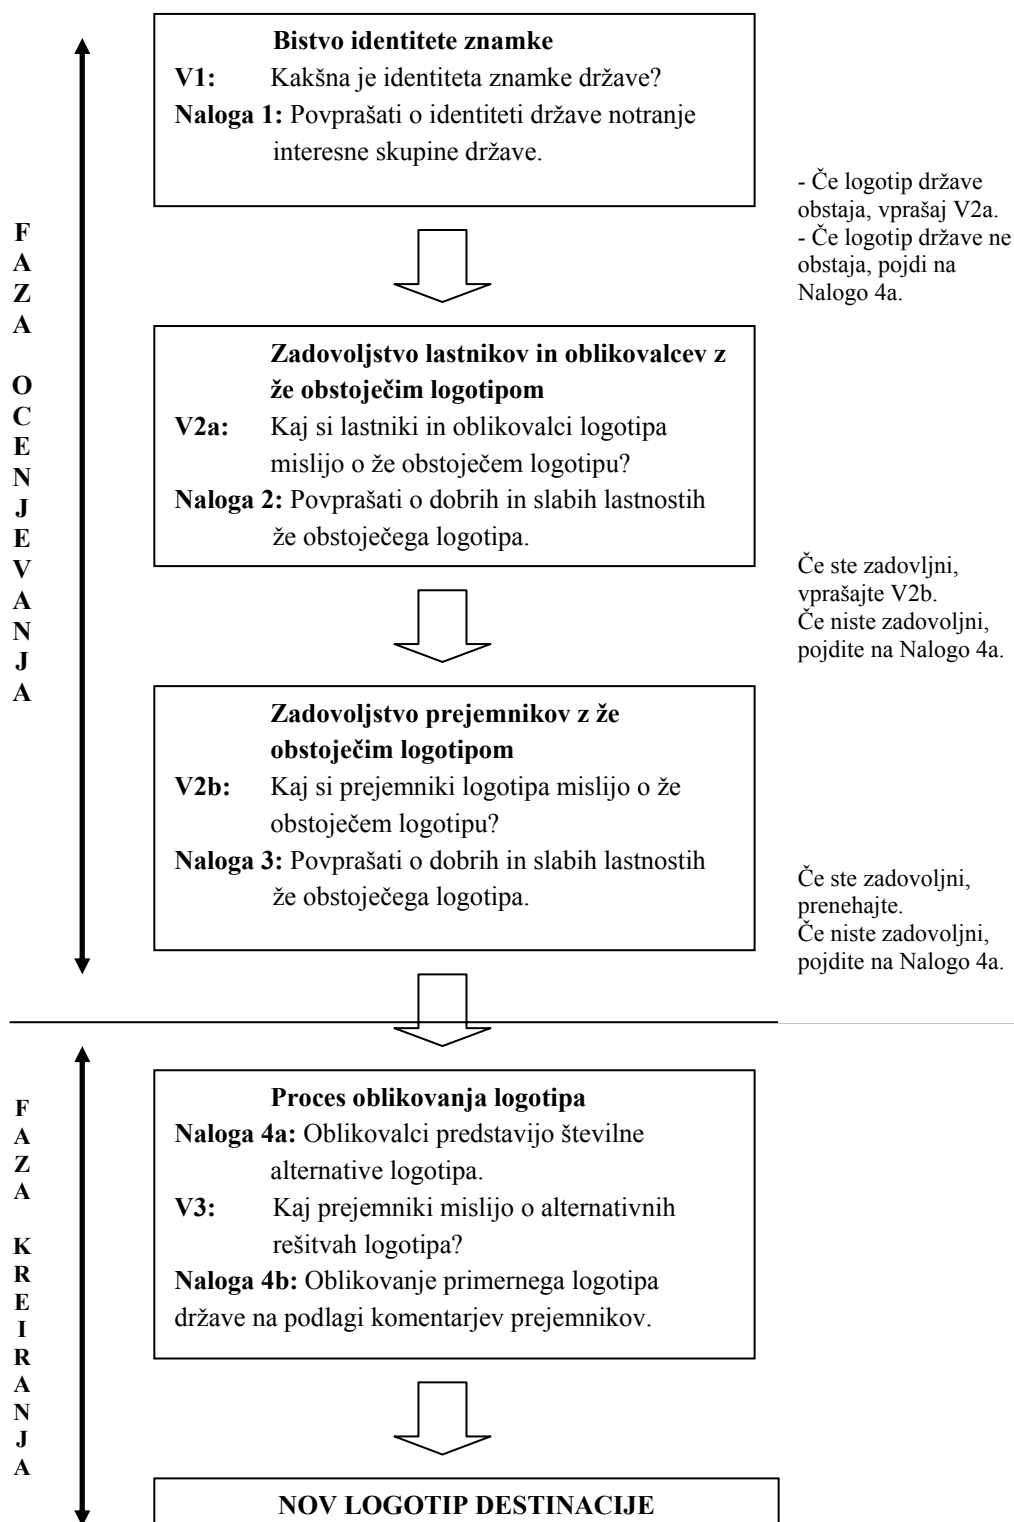 Bistvo identitete znamke
V1: Kakšna je identiteta znamke države?
Naloga 1: Povprašati o identiteti države notranje
interesne skupine države.
- Če logotip države
obstaja, vprašaj V2a.
- Če logotip države ne
obstaja, pojdi na
Nalogo 4a.
FAZA OCENJEVANJA
Zadovoljstvo lastnikov in oblikovalcev z
že obstoječim logotipom
V2a: Kaj si lastniki in oblikovalci logotipa
mislijo o že obstoječem logotipu?
Naloga 2: Povprašati o dobrih in slabih lastnostih
že obstoječega logotipa.
Če ste zadovljni,
vprašajte V2b.
Če niste zadovoljni,
pojdite na Nalogo 4a.
Zadovoljstvo prejemnikov z že
obstoječim logotipom
V2b: Kaj si prejemniki logotipa mislijo o že
obstoječem logotipu?
Naloga 3: Povprašati o dobrih in slabih lastnostih
že obstoječega logotipa.
Če ste zadovoljni,
prenehajte.
Če niste zadovoljni,
pojdite na Nalogo 4a.
FAZA KREIRANJA
Proces oblikovanja logotipa
Naloga 4a: Oblikovalci predstavijo številne
alternative logotipa.
V3: Kaj prejemniki mislijo o alternativnih
rešitvah logotipa?
Naloga 4b: Oblikovanje primernega logotipa
države na podlagi komentarjev prejemnikov.
NOV LOGOTIP DESTINACIJE